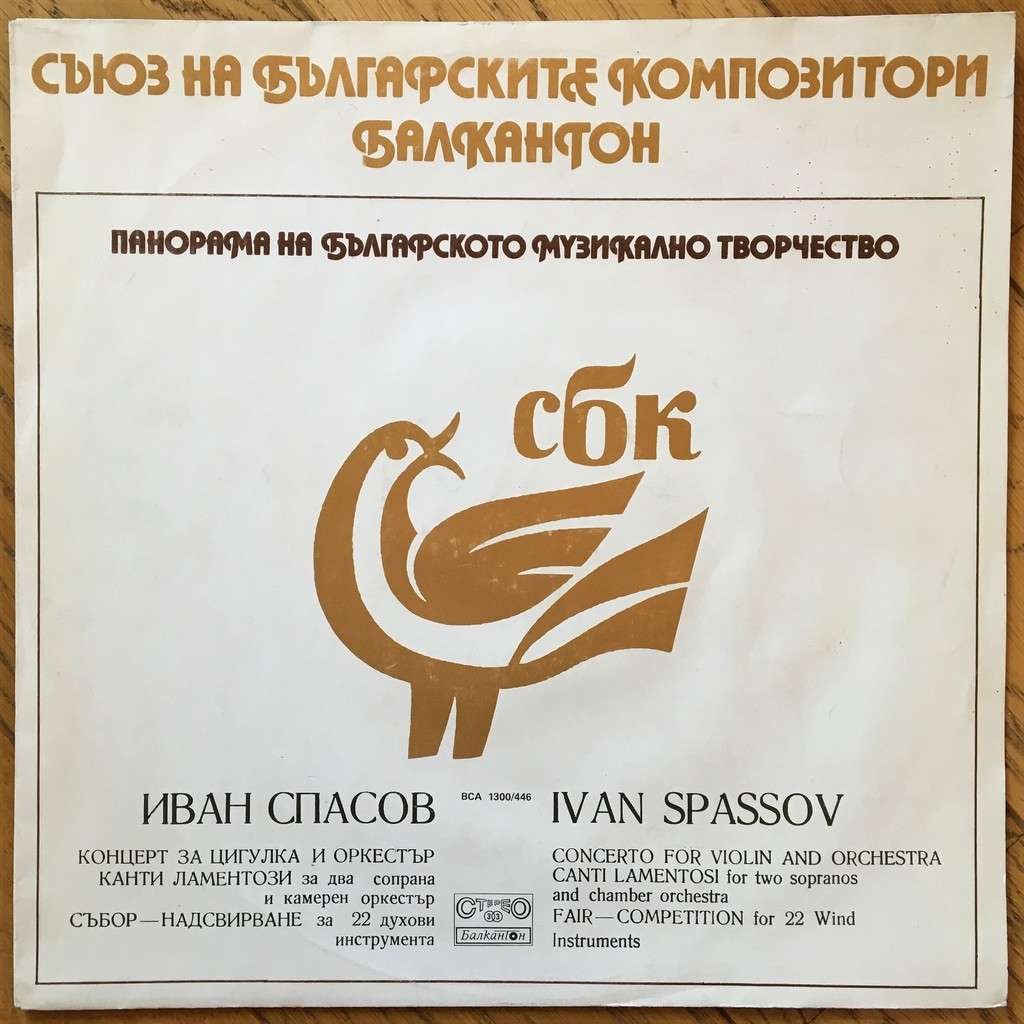 СЪЮЗ НА БЪЛГАРСКИТЕ КОМПОЗИТОРИ
БАЛКАНТОН
ПАНОРАМА НА БЪЛГАРСКОТО МУЗИКАЛНО ТВОРЧЕСТВО
сбк
ИВАН СПАСОВ
КОНЦЕРТ ЗА ЦИГУЛКА И ОРКЕСТЪР
КАНТИ ЛАМЕНТОЗИ за два сопрана
и камерен оркестър
СЪБОР—НАДСВИРВАНЕ за 22 духови
инструмента
ВСА 1300/446
СТЕРЕО
33
Балкантон
IVAN SPASSOV
CONCERTO FOR VIOLIN AND ORCHESTRA
CANTI LAMENTOSI for two sopranos
and chamber orchestra
FAIR—COMPETITION for 22 Wind
Instruments